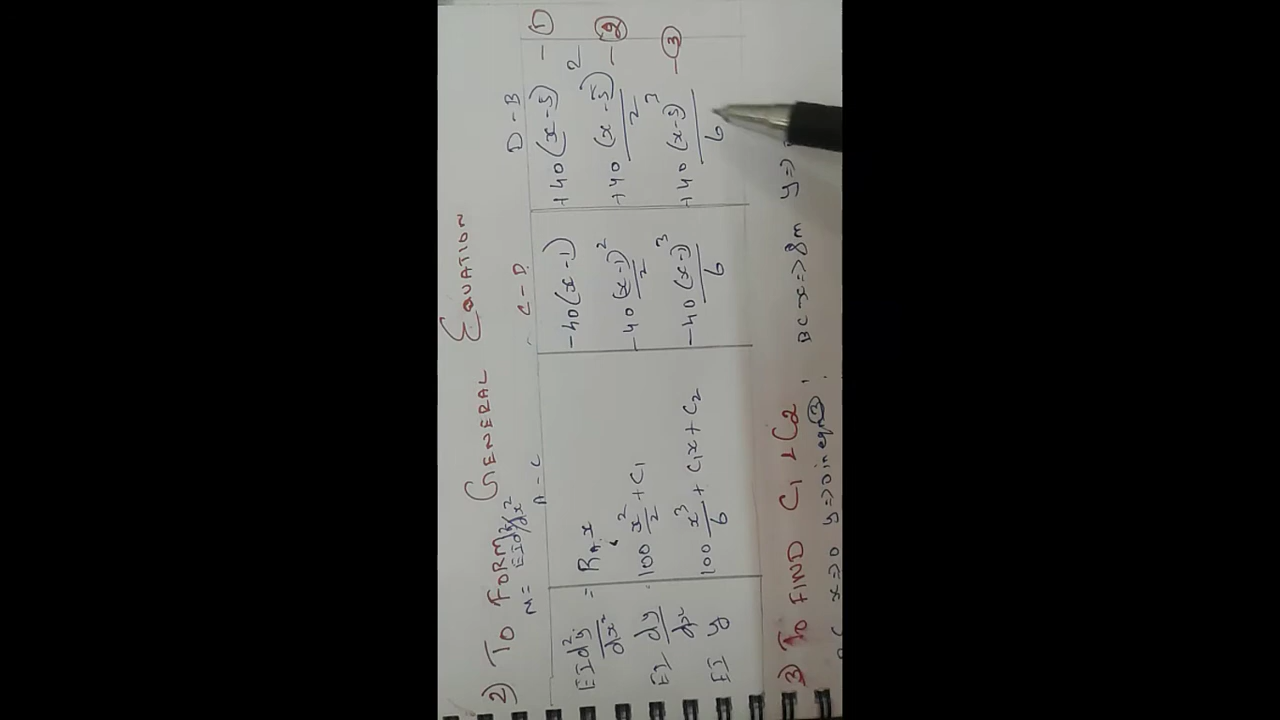 2) TO FORM GENERAL EQUATION
M = EI d²y/dx²
A - C C - D D - B
EI d²y/dx² = R_A x -40(x-1) +40(x-5) - ①
EI dy/dx = 100 x²/2 + C₁ -40(x-1)²/2 +40(x-5)²/2 - ②
EI y 100 x³/6 + C₁x + C₂ -40(x-1)³/6 +40(x-5)³/6 - ③
3) TO FIND C₁ & C₂
x=>0 y=>0 in eqn ③ ! BC x=>8m y=>